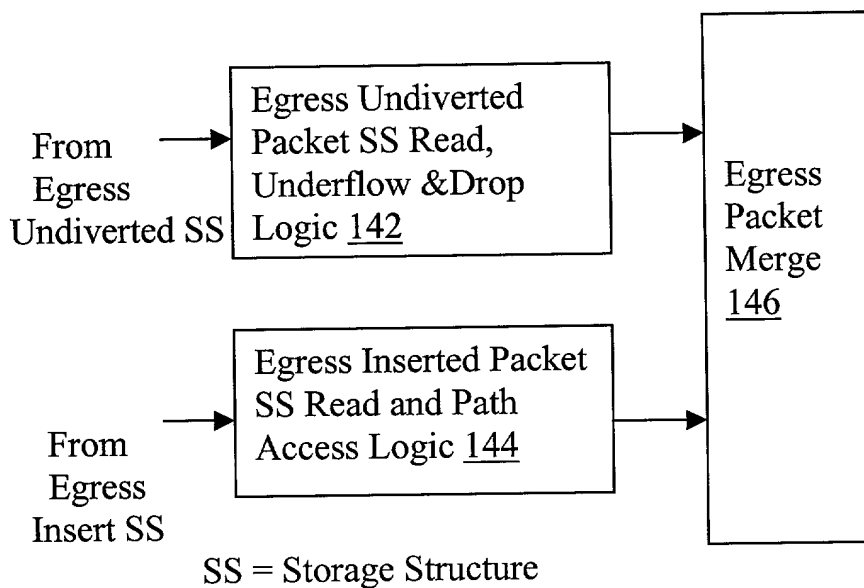 From
Egress
Undiverted SS
Egress Undiverted
Packet SS Read,
Underflow &Drop
Logic 142
From
Egress
Insert SS
Egress Inserted Packet
SS Read and Path
Access Logic 144
Egress
Packet
Merge
146
SS = Storage Structure